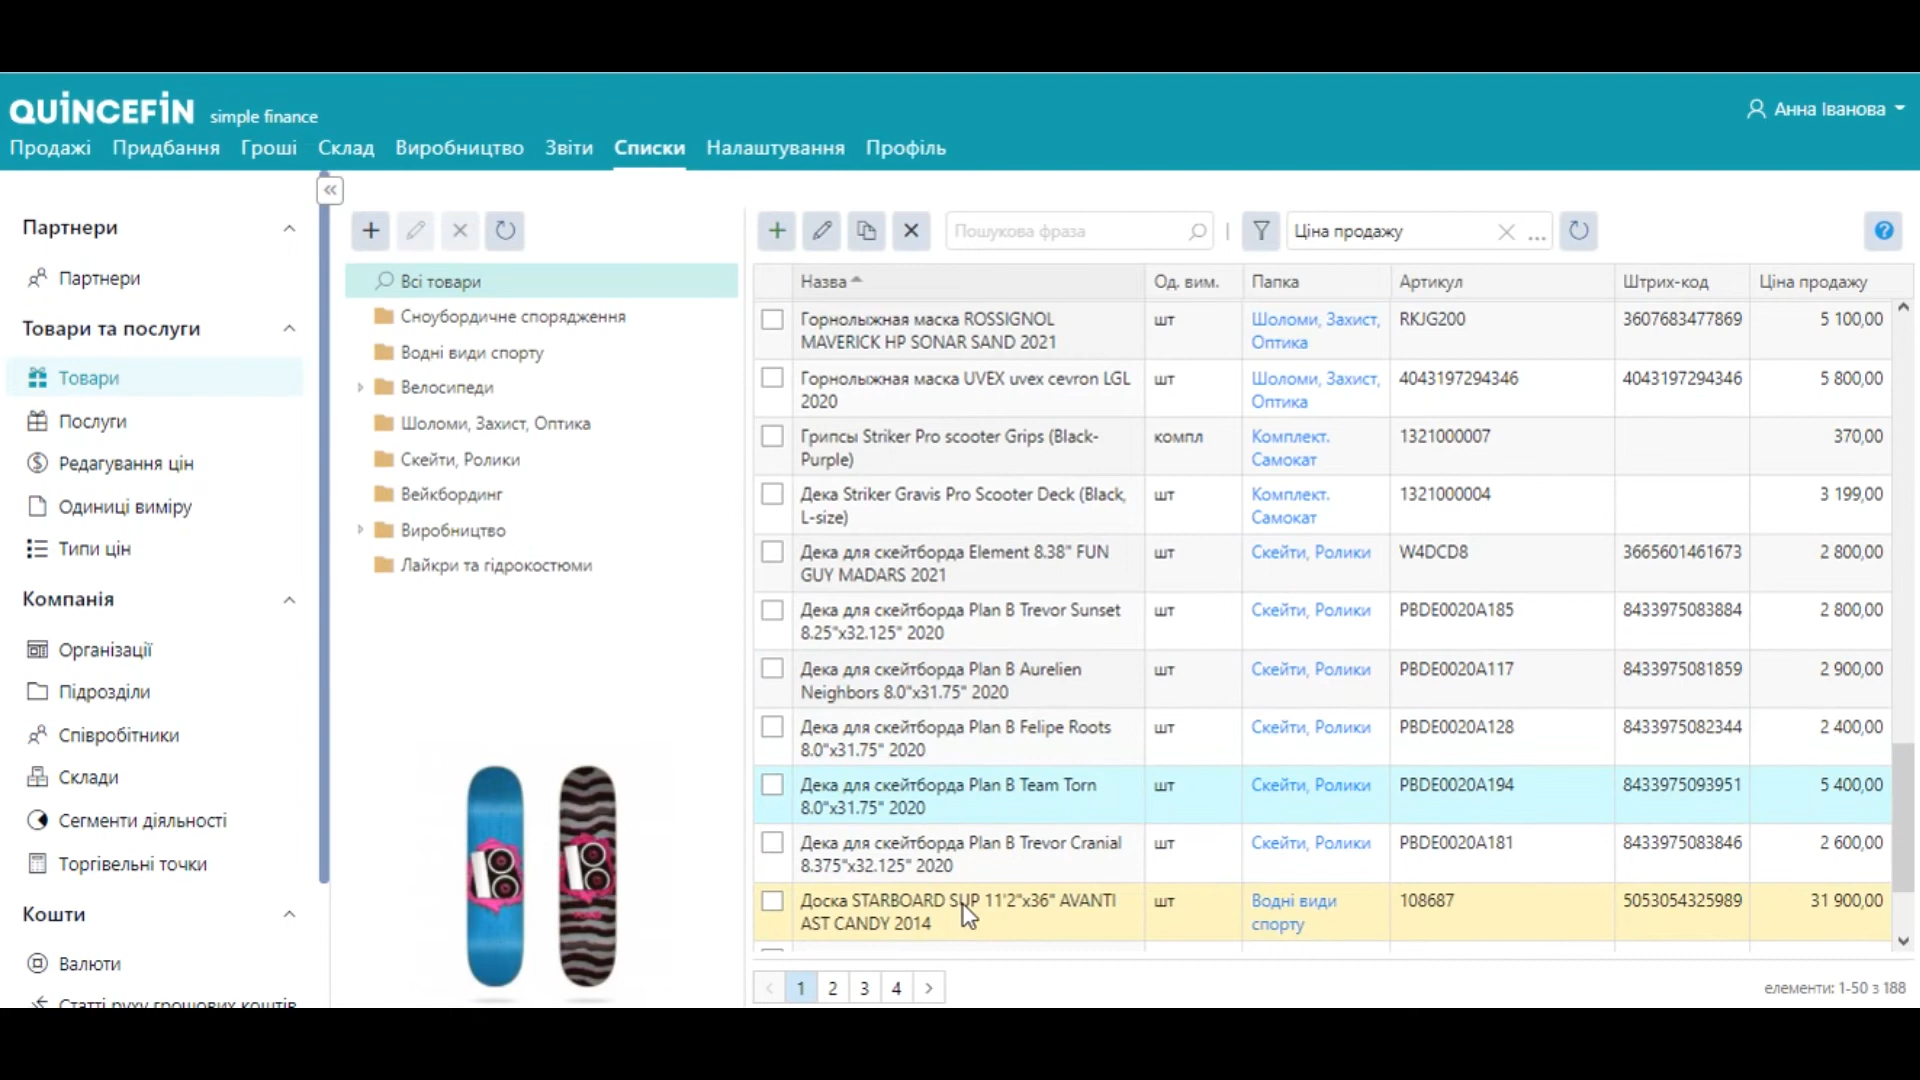 QUINCEFIN simple finance
Анна Іванова
Продажі Придбання Гроші Склад Виробництво Звіти Списки Налаштування Профіль
Партнери
Партнери
Товари та послуги
Товари
Послуги
Редагування цін
Одиниці виміру
Типи цін
Компанія
Організації
Підрозділи
Співробітники
Склади
Сегменти діяльності
Торгівельні точки
Кошти
Валюти
Статті руху грошових коштів
Всі товари
Сноубордичне спорядження
Водні види спорту
Велосипеди
Шоломи, Захист, Оптика
Скейти, Ролики
Вейкбординг
Виробництво
Лайкри та гідрокостюми
Пошукова фраза
Ціна продажу
Назва Од. вим. Папка Артикул Штрих-код Ціна продажу
Горнолыжная маска ROSSIGNOL шт Шоломи, Захист, RKJG200 3607683477869 5 100,00
MAVERICK HP SONAR SAND 2021 Оптика
Горнолыжная маска UVEX uvex cevron LGL шт Шоломи, Захист, 4043197294346 4043197294346 5 800,00
2020 Оптика
Грипсы Striker Pro scooter Grips (Black- компл Комплект. 1321000007 370,00
Purple) Самокат
Дека Striker Gravis Pro Scooter Deck (Black, шт Комплект. 1321000004 3 199,00
L-size) Самокат
Дека для скейтборда Element 8.38" FUN шт Скейти, Ролики W4DCD8 3665601461673 2 800,00
GUY MADARS 2021
Дека для скейтборда Plan B Trevor Sunset шт Скейти, Ролики PBDE0020A185 8433975083884 2 800,00
8.25"x32.125" 2020
Дека для скейтборда Plan B Aurelien шт Скейти, Ролики PBDE0020A117 8433975081859 2 900,00
Neighbors 8.0"x31.75" 2020
Дека для скейтборда Plan B Felipe Roots шт Скейти, Ролики PBDE0020A128 8433975082344 2 400,00
8.0"x31.75" 2020
Дека для скейтборда Plan B Team Torn шт Скейти, Ролики PBDE0020A194 8433975093951 5 400,00
8.0"x31.75" 2020
Дека для скейтборда Plan B Trevor Cranial шт Скейти, Ролики PBDE0020A181 8433975083846 2 600,00
8.375"x32.125" 2020
Доска STARBOARD SUP 11'2"x36" AVANTI шт Водні види 108687 5053054325989 31 900,00
AST CANDY 2014 спорту
1 2 3 4
елементи: 1-50 з 188